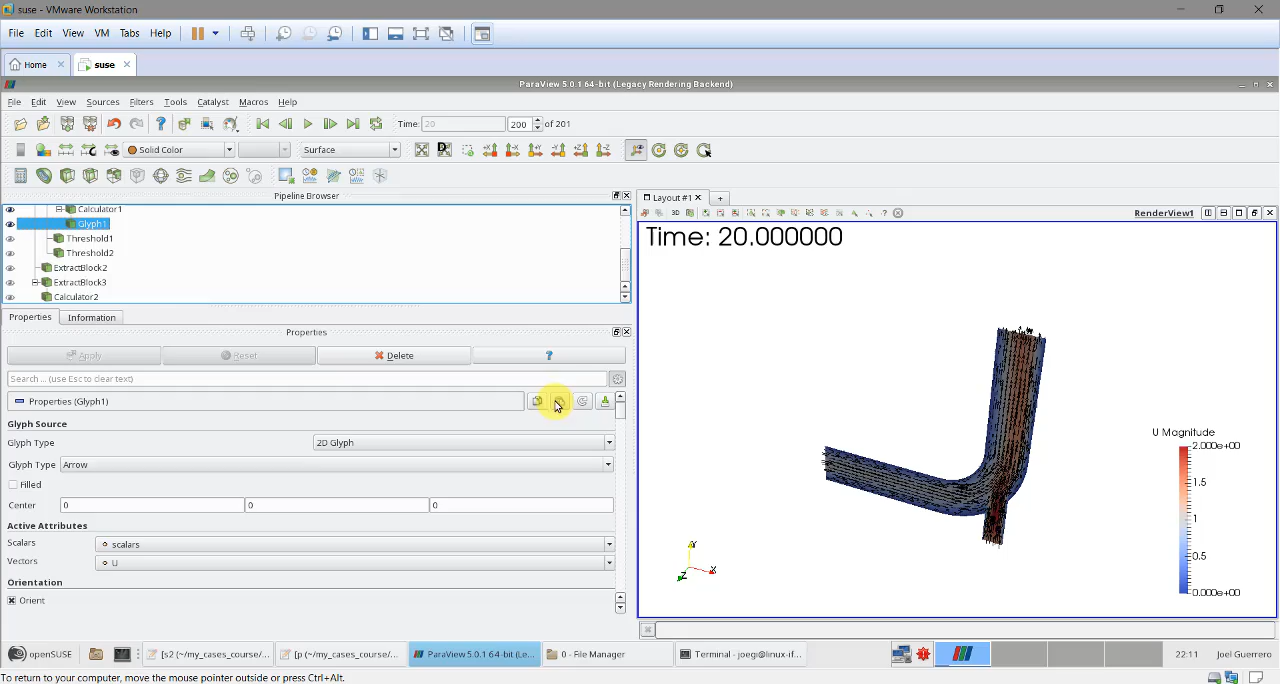 suse - VMware Workstation
File Edit View VM Tabs Help
Home suse
ParaView 5.0.1 64-bit (Legacy Rendering Backend)
File Edit View Sources Filters Tools Catalyst Macros Help
Time: 20 200 of 201
Solid Color Surface
Pipeline Browser
Calculator1
Glyph1
Threshold1
Threshold2
ExtractBlock2
ExtractBlock3
Calculator2
Properties Information
Properties
Apply Reset Delete ?
Search ... (use Esc to clear text)
Properties (Glyph1)
Glyph Source
Glyph Type 2D Glyph
Glyph Type Arrow
Filled
Center 0 0 0
Active Attributes
Scalars scalars
Vectors U
Orientation
Orient
Layout #1
3D ? RenderView1
Time: 20.000000
U Magnitude
2.000e+00
1.5
1
0.5
0.000e+00
Y
X
Z
openSUSE [s2 (~/my_cases_course/... [p (~/my_cases_course/... ParaView 5.0.1 64-bit (Le... 0 - File Manager Terminal - joegi@linux-if... 22:11 Joel Guerrero
To return to your computer, move the mouse pointer outside or press Ctrl+Alt.